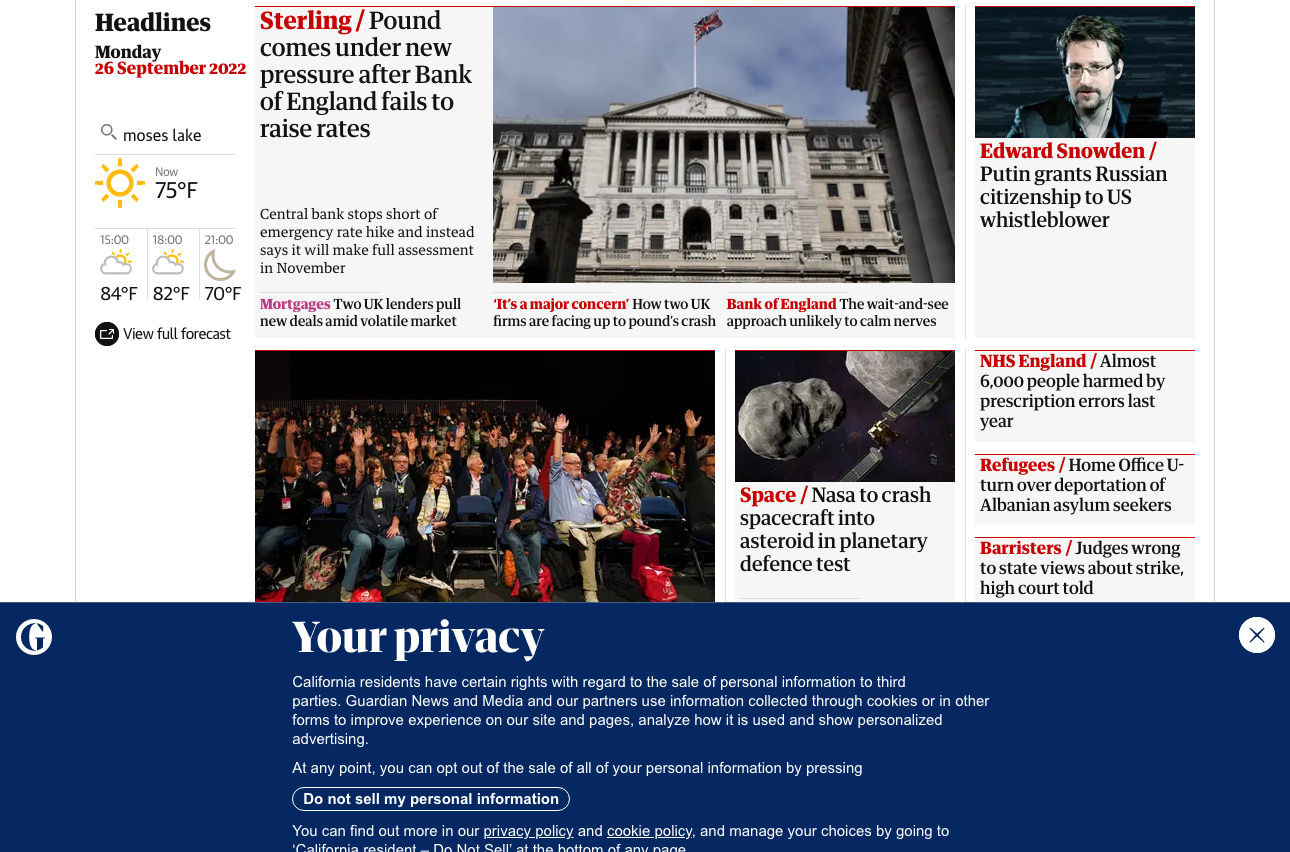 Headlines
Monday
26 September 2022
moses lake
Now
75°F
15:00
18:00
21:00
84°F
82°F
70°F
View full forecast
Sterling / Pound
comes under new
pressure after Bank
of England fails to
raise rates
Central bank stops short of
emergency rate hike and instead
says it will make full assessment
in November
Mortgages Two UK lenders pull
new deals amid volatile market
‘It’s a major concern’ How two UK
firms are facing up to pound’s crash
Bank of England The wait-and-see
approach unlikely to calm nerves
Edward Snowden /
Putin grants Russian
citizenship to US
whistleblower
Space / Nasa to crash
spacecraft into
asteroid in planetary
defence test
NHS England / Almost
6,000 people harmed by
prescription errors last
year
Refugees / Home Office U-
turn over deportation of
Albanian asylum seekers
Barristers / Judges wrong
to state views about strike,
high court told
G
Your privacy
California residents have certain rights with regard to the sale of personal information to third
parties. Guardian News and Media and our partners use information collected through cookies or in other
forms to improve experience on our site and pages, analyze how it is used and show personalized
advertising.
At any point, you can opt out of the sale of all of your personal information by pressing
Do not sell my personal information
You can find out more in our privacy policy and cookie policy, and manage your choices by going to
‘California resident – Do Not Sell’ at the bottom of any page.